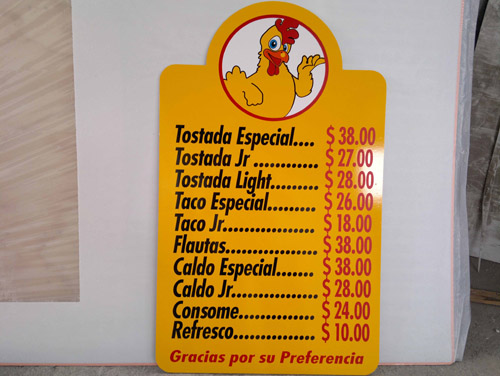 Tostada Especial.... $ 38.00
Tostada Jr ............. $ 27.00
Tostada Light......... $ 28.00
Taco Especial.......... $ 26.00
Taco Jr................... $ 18.00
Flautas................... $ 38.00
Caldo Especial....... $ 38.00
Caldo Jr................. $ 28.00
Consome............... $ 24.00
Refresco................ $ 10.00
Gracias por su Preferencia